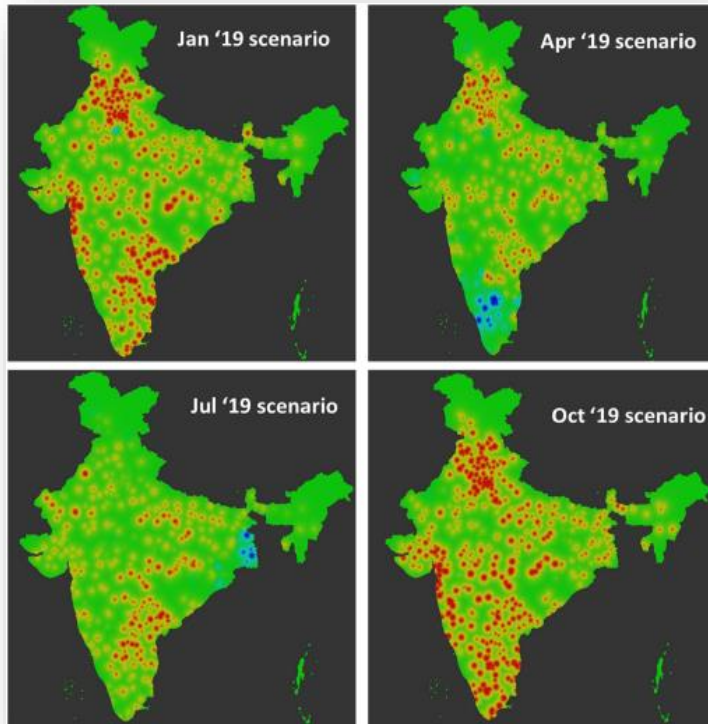 Jan ‘19 scenario
Apr ‘19 scenario
Jul ‘19 scenario
Oct ‘19 scenario